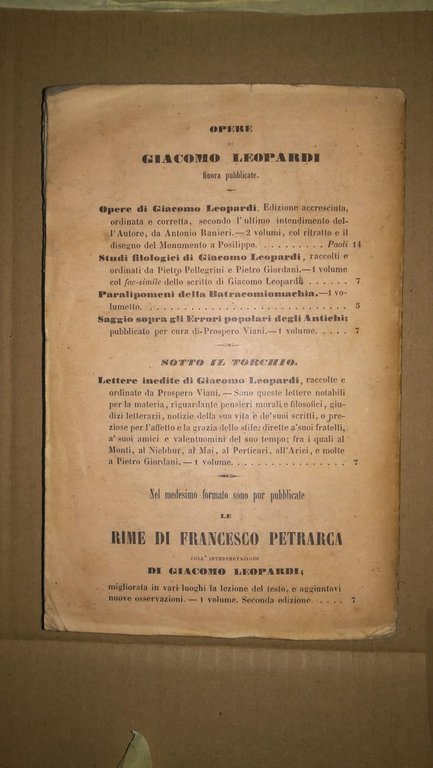 OPERE
DI
GIACOMO LEOPARDI
finora pubblicate.
Opere di Giacomo Leopardi. Edizione accresciuta,
ordinata e corretta, secondo l'ultimo intendimento del-
l'Autore, da Antonio Ranieri.—2 volumi, col ritratto e il
disegno del Monumento a Posilippo. . . . . . . . . . Paoli 14
Studi filologici di Giacomo Leopardi, raccolti e
ordinati da Pietro Pellegrini e Pietro Giordani.—1 volume
col fac-simile dello scritto di Giacomo Leopardi. . . . . . 7
Paralipomeni della Batracomiomachia.—1 vo-
lumetto. . . . . . . . . . . . . . . . . . . . . . . . . . 5
Saggio sopra gli Errori popolari degli Antichi;
pubblicato per cura di Prospero Viani. — 1 volume. . . . 7
SOTTO IL TORCHIO.
Lettere inedite di Giacomo Leopardi, raccolte e
ordinate da Prospero Viani. — Sono queste lettere notabili
per la materia, riguardante pensieri morali e filosofici, giu-
dizi letterarii, notizie della sua vita e de' suoi scritti, o pre-
ziose per l'affetto e la grazia dello stile: dirette a' suoi fratelli,
a' suoi amici e valentuomini del suo tempo; fra i quali al
Monti, al Niebhur, al Mai, al Perticari, all'Arici, e molte
a Pietro Giordani. — 1 volume. . . . . . . . . . . . . . . 7
Nel medesimo formato sono pur pubblicate
LE
RIME DI FRANCESCO PETRARCA
COLL' INTERPRETAZIONE
DI GIACOMO LEOPARDI;
migliorata in vari luoghi la lezione del testo, e aggiuntovi
nuove osservazioni. — 1 volume. Seconda edizione. . . . . 7